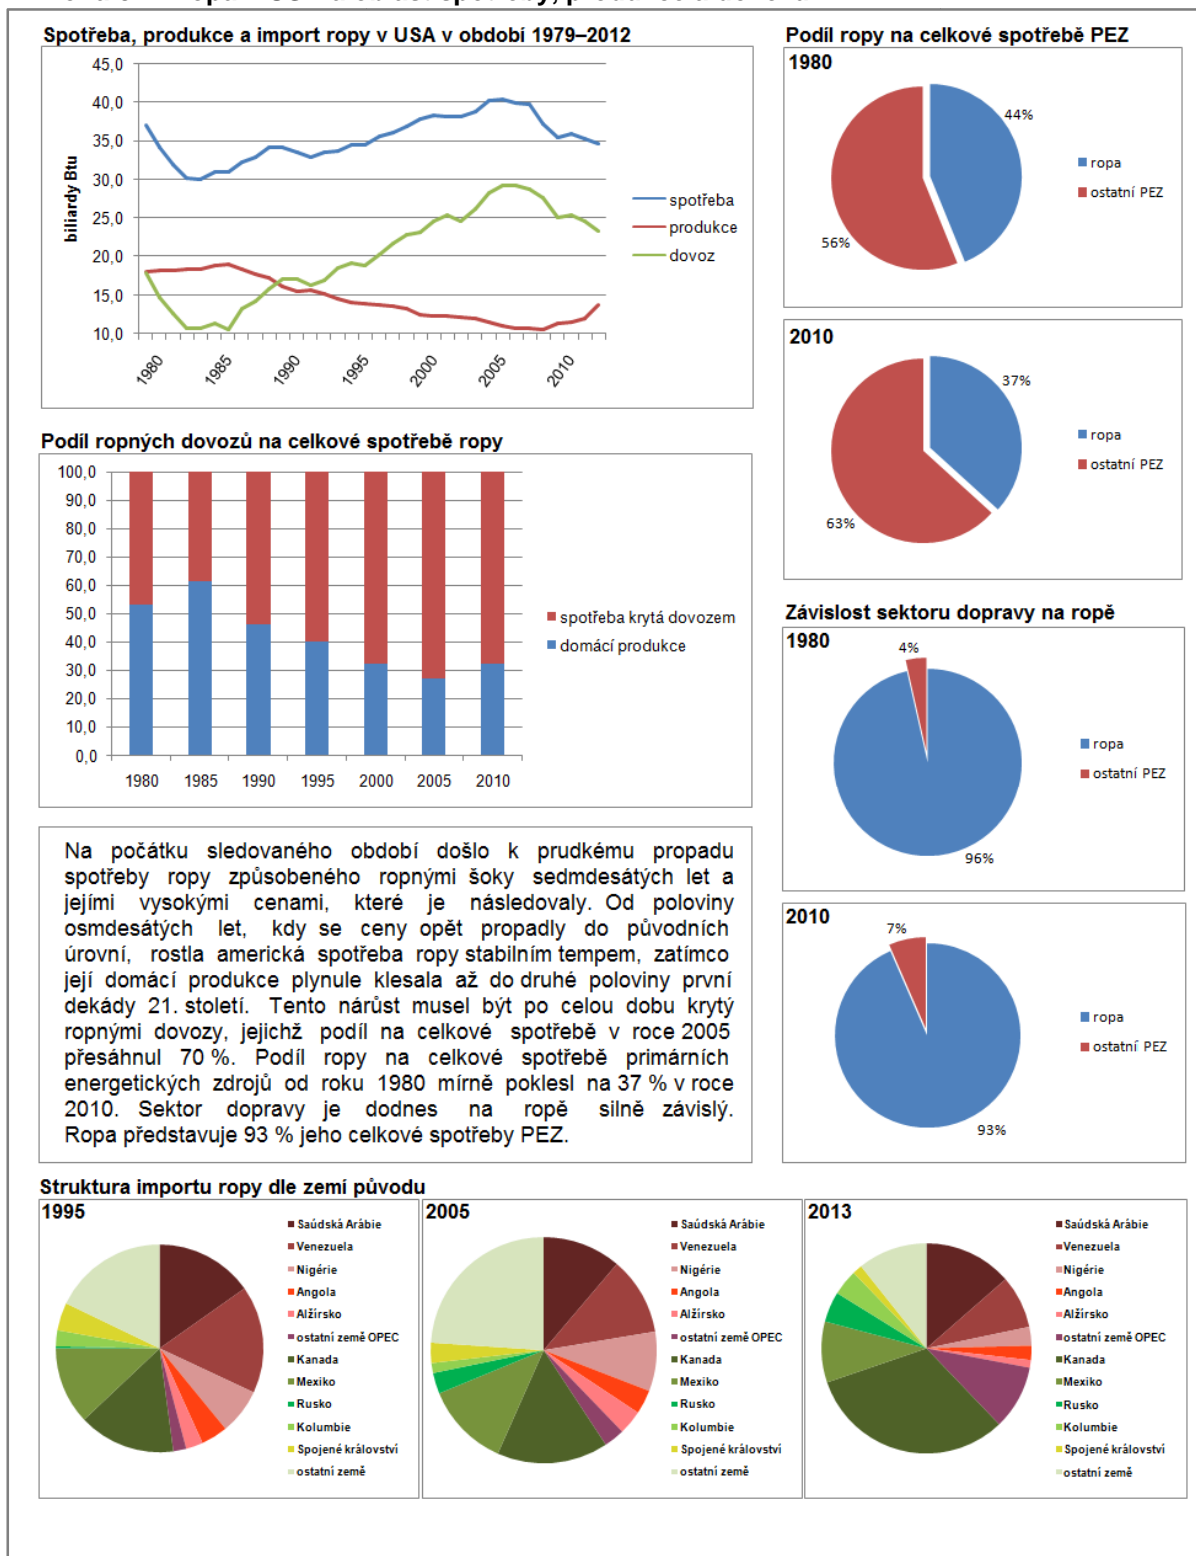 Spotřeba, produkce a import ropy v USA v období 1979–2012
45,0
40,0
35,0
30,0
25,0
20,0
15,0
10,0
biliardy Btu
1980
1985
1990
1995
2000
2005
2010
spotřeba
produkce
dovoz
Podíl ropy na celkové spotřebě PEZ
1980
44%
56%
ropa
ostatní PEZ
2010
37%
63%
ropa
ostatní PEZ
Podíl ropných dovozů na celkové spotřebě ropy
100,0
90,0
80,0
70,0
60,0
50,0
40,0
30,0
20,0
10,0
0,0
1980 1985 1990 1995 2000 2005 2010
spotřeba krytá dovozem
domácí produkce
Závislost sektoru dopravy na ropě
1980
4%
96%
ropa
ostatní PEZ
2010
7%
93%
ropa
ostatní PEZ
Na počátku sledovaného období došlo k prudkému propadu
spotřeby ropy způsobeného ropnými šoky sedmdesátých let a
jejími vysokými cenami, které je následovaly. Od poloviny
osmdesátých let, kdy se ceny opět propadly do původních
úrovní, rostla americká spotřeba ropy stabilním tempem, zatímco
její domácí produkce plynule klesala až do druhé poloviny první
dekády 21. století. Tento nárůst musel být po celou dobu krytý
ropnými dovozy, jejichž podíl na celkové spotřebě v roce 2005
přesáhnul 70 %. Podíl ropy na celkové spotřebě primárních
energetických zdrojů od roku 1980 mírně poklesl na 37 % v roce
2010. Sektor dopravy je dodnes na ropě silně závislý.
Ropa představuje 93 % jeho celkové spotřeby PEZ.
Struktura importu ropy dle zemí původu
1995
Saúdská Arábie
Venezuela
Nigérie
Angola
Alžírsko
ostatní země OPEC
Kanada
Mexiko
Rusko
Kolumbie
Spojené království
ostatní země
2005
Saúdská Arábie
Venezuela
Nigérie
Angola
Alžírsko
ostatní země OPEC
Kanada
Mexiko
Rusko
Kolumbie
Spojené království
ostatní země
2013
Saúdská Arábie
Venezuela
Nigérie
Angola
Alžírsko
ostatní země OPEC
Kanada
Mexiko
Rusko
Kolumbie
Spojené království
ostatní země